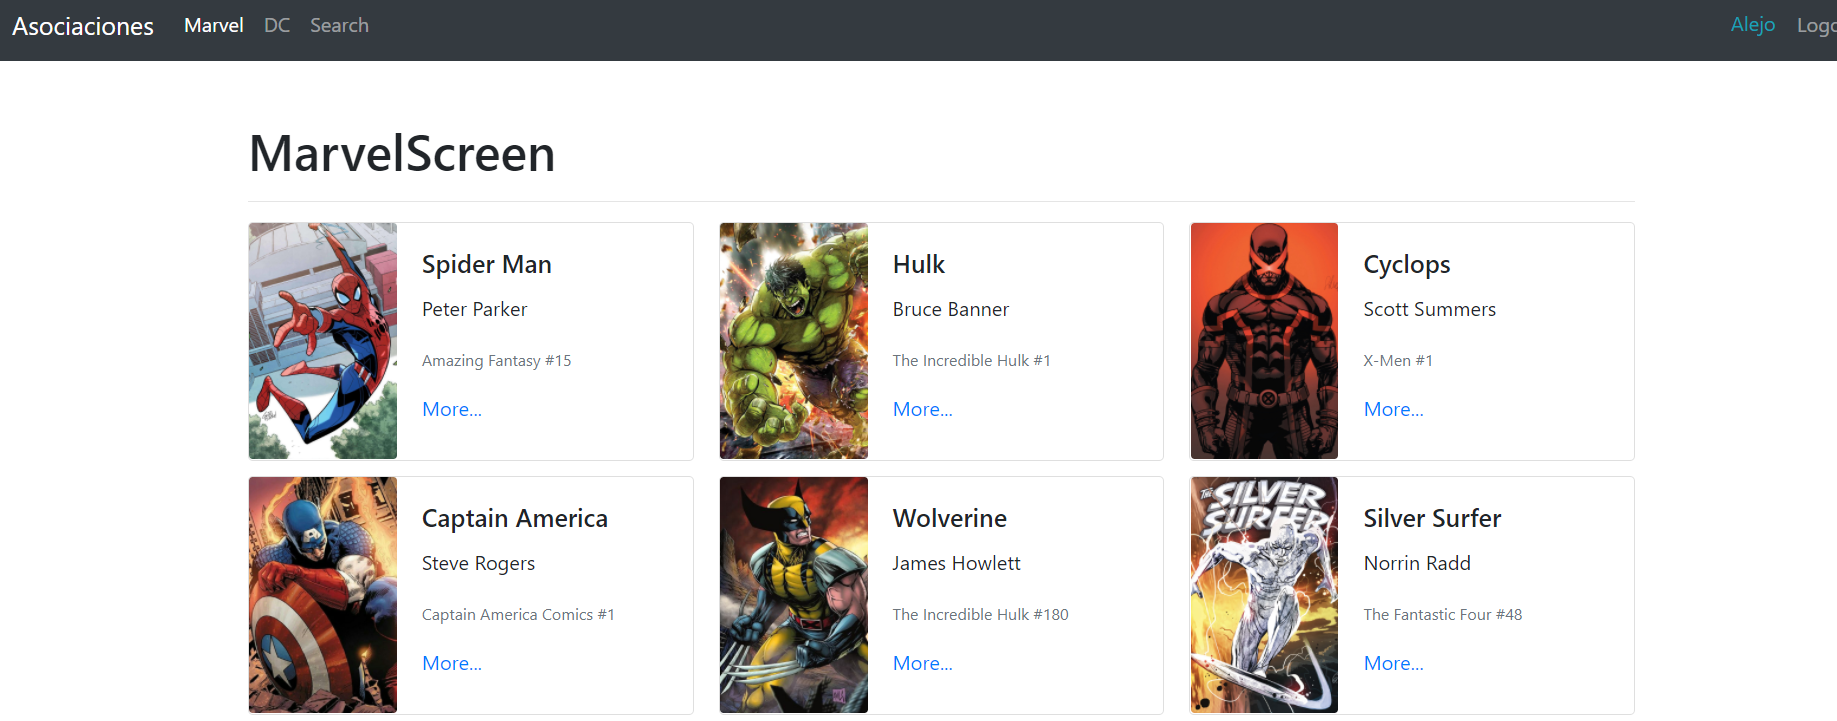 Asociaciones Marvel DC Search Alejo Logo
MarvelScreen
Spider Man
Peter Parker
Amazing Fantasy #15
More...
Hulk
Bruce Banner
The Incredible Hulk #1
More...
Cyclops
Scott Summers
X-Men #1
More...
Captain America
Steve Rogers
Captain America Comics #1
More...
Wolverine
James Howlett
The Incredible Hulk #180
More...
THE SILVER
SURFER
Silver Surfer
Norrin Radd
The Fantastic Four #48
More...